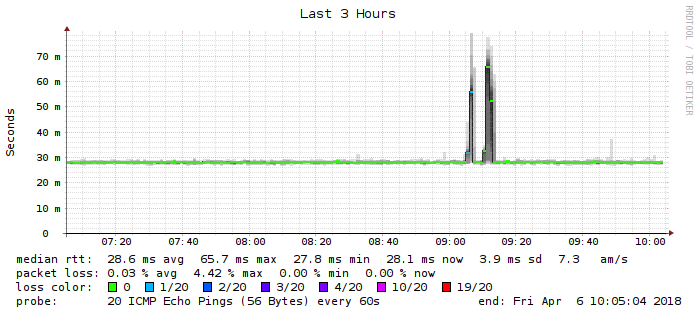 Last 3 Hours
RRDTOOL / TOBI OETIKER
Seconds
70 m
60 m
50 m
40 m
30 m
20 m
10 m
0
07:20 07:40 08:00 08:20 08:40 09:00 09:20 09:40 10:00
median rtt: 28.6 ms avg 65.7 ms max 27.8 ms min 28.1 ms now 3.9 ms sd 7.3 am/s
packet loss: 0.03 % avg 4.42 % max 0.00 % min 0.00 % now
loss color: 0 1/20 2/20 3/20 4/20 10/20 19/20
probe: 20 ICMP Echo Pings (56 Bytes) every 60s end: Fri Apr 6 10:05:04 2018